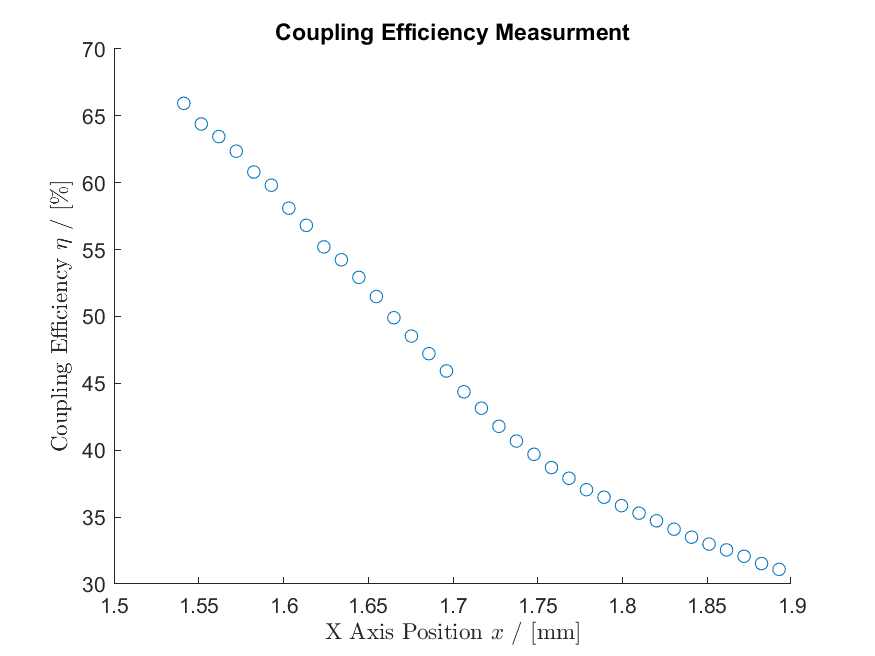 Coupling Efficiency Measurment
70
65
60
55
50
45
40
35
30
Coupling Efficiency η / [%]
1.5 1.55 1.6 1.65 1.7 1.75 1.8 1.85 1.9
X Axis Position x / [mm]